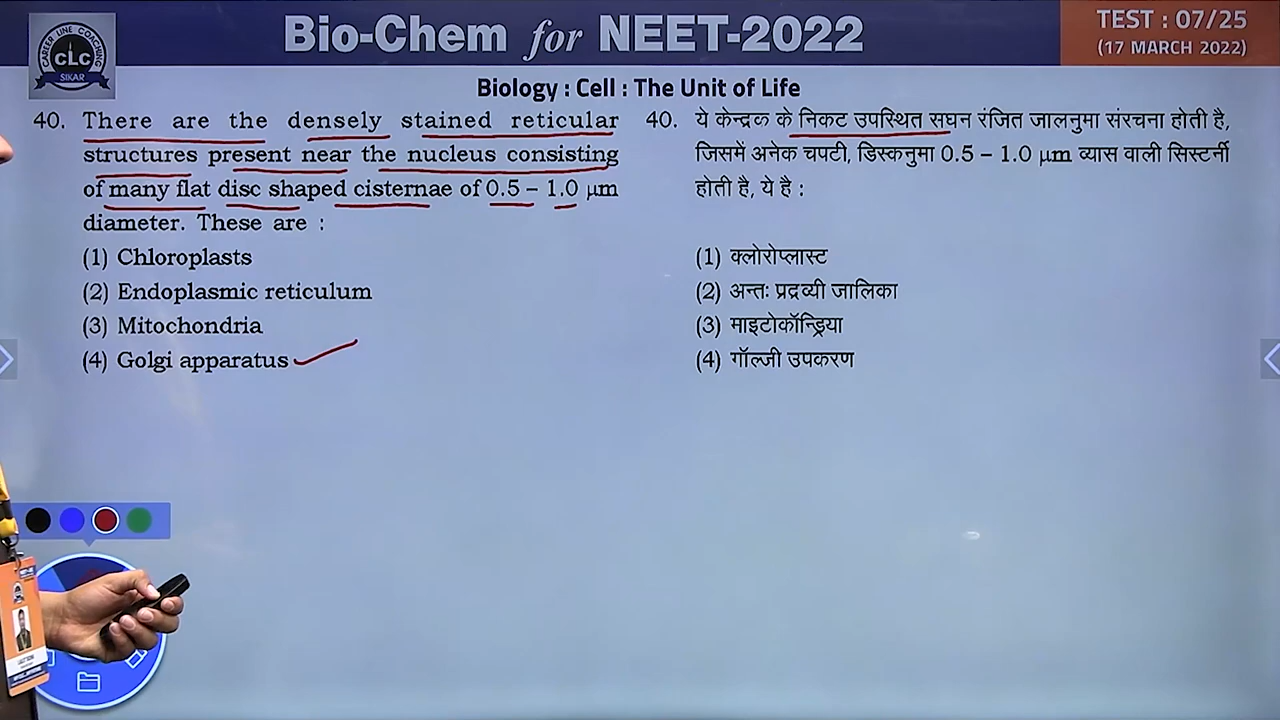 Bio-Chem for NEET-2022
TEST : 07/25
(17 MARCH 2022)
CAREER LINE COACHING
CLC
SIKAR
Biology : Cell : The Unit of Life
40. There are the densely stained reticular
structures present near the nucleus consisting
of many flat disc shaped cisternae of 0.5 – 1.0 μm
diameter. These are :
(1) Chloroplasts
(2) Endoplasmic reticulum
(3) Mitochondria
(4) Golgi apparatus
40. ये केन्द्रक के निकट उपस्थित सघन रंजित जालनुमा संरचना होती है,
जिसमें अनेक चपटी, डिस्कनुमा 0.5 – 1.0 μm व्यास वाली सिस्टर्नी
होती है, ये है :
(1) क्लोरोप्लास्ट
(2) अन्तः प्रद्रव्यी जालिका
(3) माइटोकॉन्ड्रिया
(4) गॉल्जी उपकरण